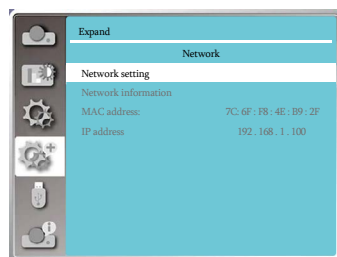 Expand
Network
Network setting
Network information
MAC address: 7C: 6F : F8 : 4E : B9 : 2F
IP address 192 . 168 . 1 . 100